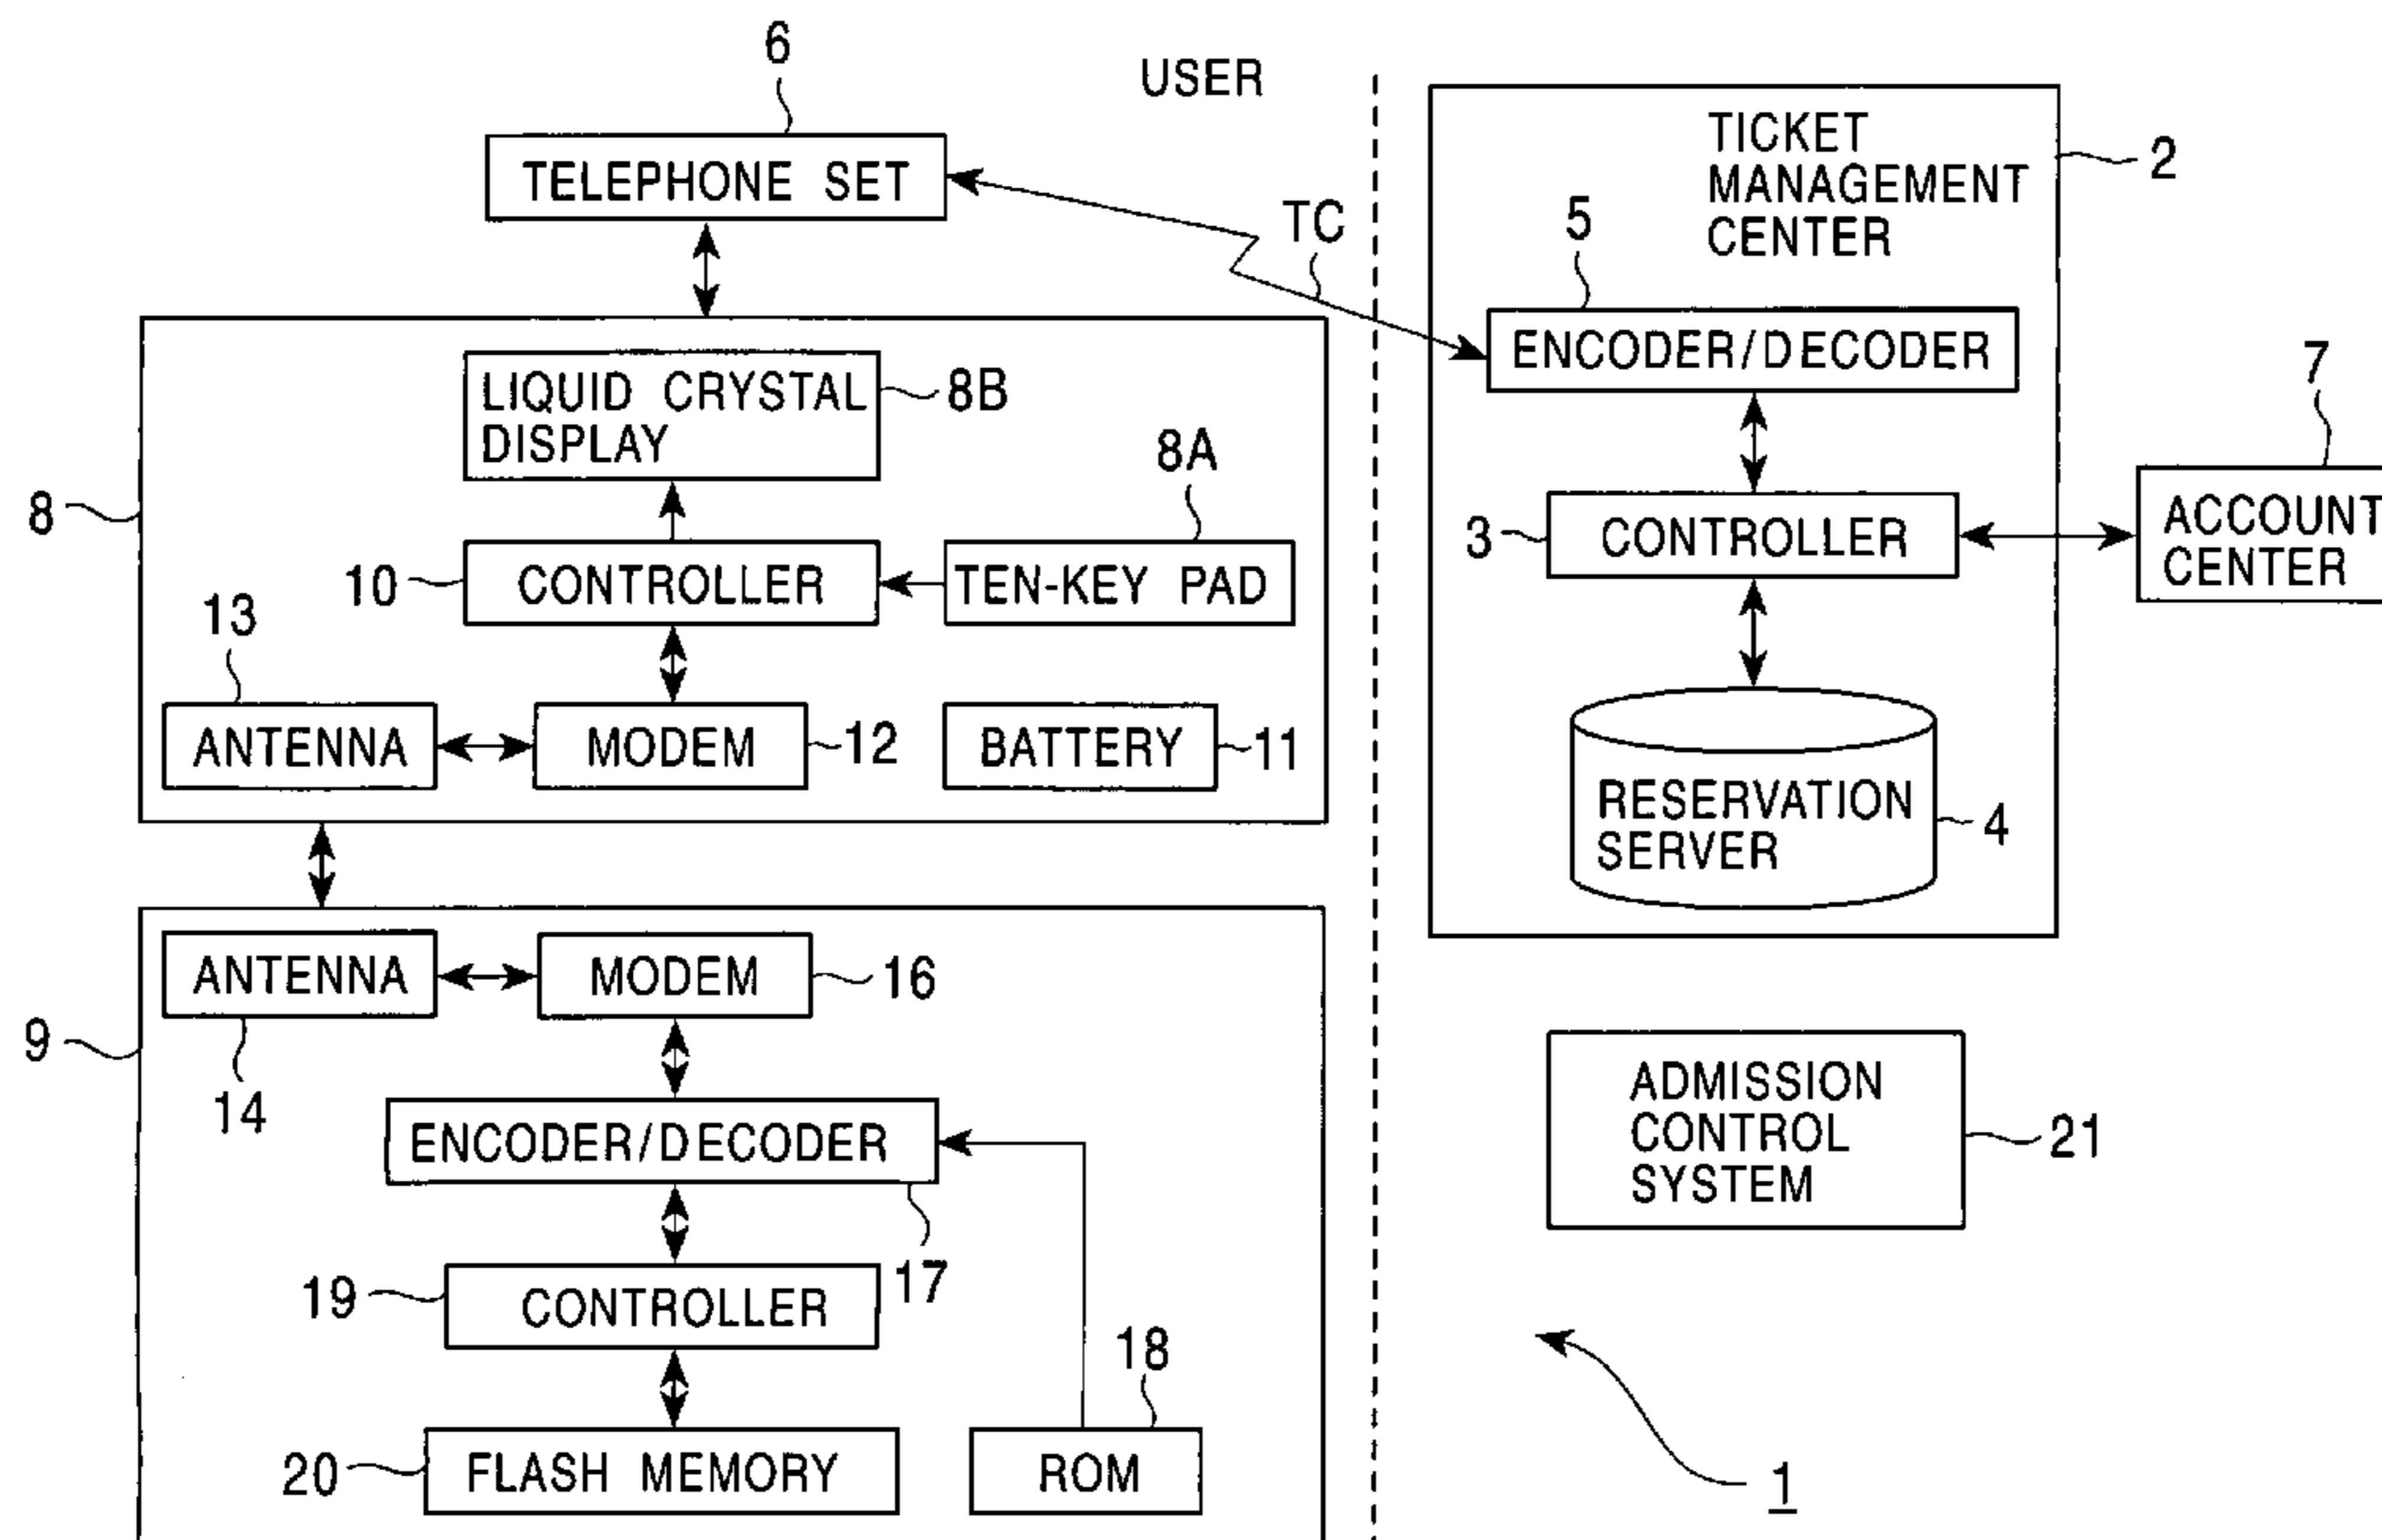 6
USER
TELEPHONE SET
TC
TICKET
MANAGEMENT
CENTER
2
5
ENCODER/DECODER
7
ACCOUNT
CENTER
3
CONTROLLER
RESERVATION
SERVER
4
8
LIQUID CRYSTAL
DISPLAY
8B
8A
10
CONTROLLER
TEN-KEY PAD
13
ANTENNA
MODEM
12
BATTERY
11
9
ANTENNA
14
MODEM
16
ENCODER/DECODER
17
19
CONTROLLER
18
20
FLASH MEMORY
ROM
ADMISSION
CONTROL
SYSTEM
21
1